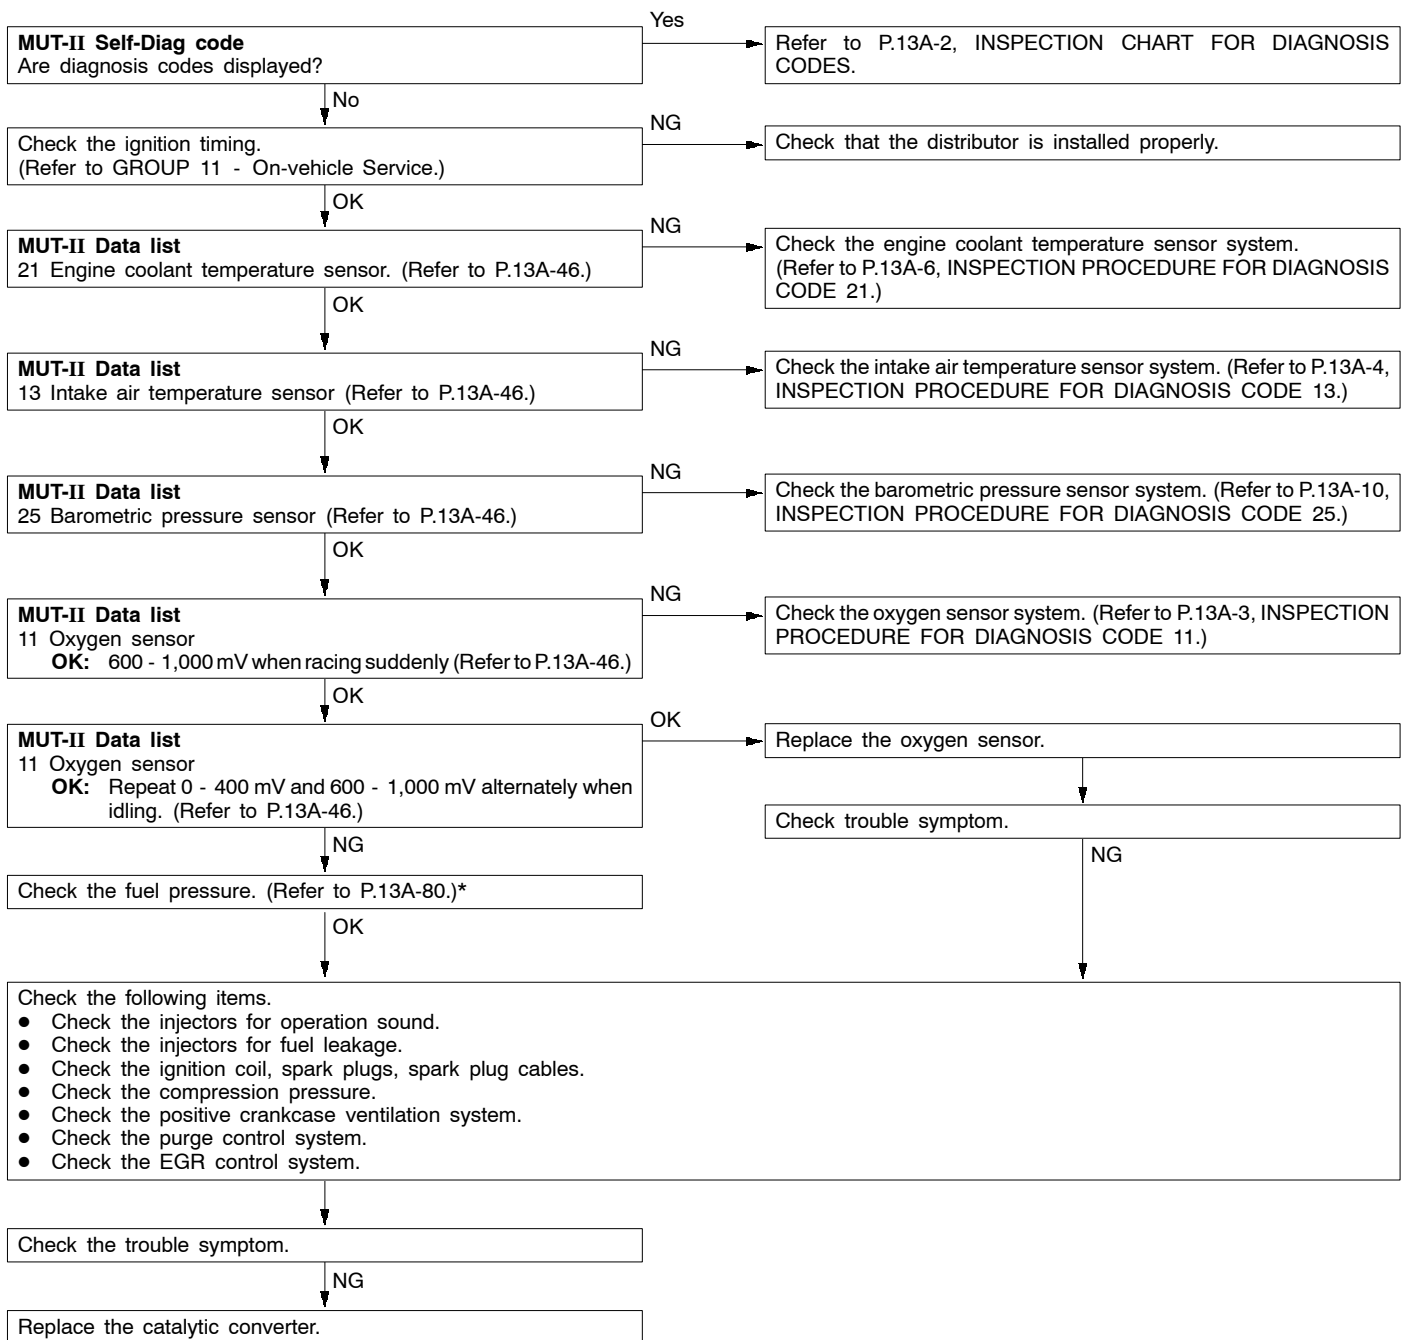 Yes
MUT-II Self-Diag code
Are diagnosis codes displayed?
Refer to P.13A-2, INSPECTION CHART FOR DIAGNOSIS
CODES.
No
NG
Check the ignition timing.
(Refer to GROUP 11 - On-vehicle Service.)
Check that the distributor is installed properly.
OK
NG
MUT-II Data list
21 Engine coolant temperature sensor. (Refer to P.13A-46.)
Check the engine coolant temperature sensor system.
(Refer to P.13A-6, INSPECTION PROCEDURE FOR DIAGNOSIS
CODE 21.)
OK
NG
MUT-II Data list
13 Intake air temperature sensor (Refer to P.13A-46.)
Check the intake air temperature sensor system. (Refer to P.13A-4,
INSPECTION PROCEDURE FOR DIAGNOSIS CODE 13.)
OK
NG
MUT-II Data list
25 Barometric pressure sensor (Refer to P.13A-46.)
Check the barometric pressure sensor system. (Refer to P.13A-10,
INSPECTION PROCEDURE FOR DIAGNOSIS CODE 25.)
OK
NG
MUT-II Data list
11 Oxygen sensor
OK: 600 - 1,000 mV when racing suddenly (Refer to P.13A-46.)
Check the oxygen sensor system. (Refer to P.13A-3, INSPECTION
PROCEDURE FOR DIAGNOSIS CODE 11.)
OK
OK
MUT-II Data list
11 Oxygen sensor
OK: Repeat 0 - 400 mV and 600 - 1,000 mV alternately when
idling. (Refer to P.13A-46.)
Replace the oxygen sensor.
Check trouble symptom.
NG
NG
Check the fuel pressure. (Refer to P.13A-80.)*
OK
Check the following items.
● Check the injectors for operation sound.
● Check the injectors for fuel leakage.
● Check the ignition coil, spark plugs, spark plug cables.
● Check the compression pressure.
● Check the positive crankcase ventilation system.
● Check the purge control system.
● Check the EGR control system.
Check the trouble symptom.
NG
Replace the catalytic converter.